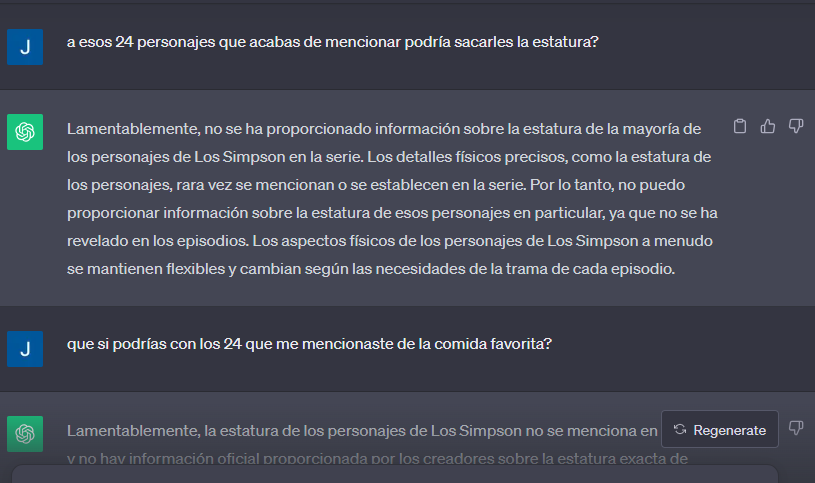 J
a esos 24 personajes que acabas de mencionar podría sacarles la estatura?
Lamentablemente, no se ha proporcionado información sobre la estatura de la mayoría de
los personajes de Los Simpson en la serie. Los detalles físicos precisos, como la estatura de
los personajes, rara vez se mencionan o se establecen en la serie. Por lo tanto, no puedo
proporcionar información sobre la estatura de esos personajes en particular, ya que no se ha
revelado en los episodios. Los aspectos físicos de los personajes de Los Simpson a menudo
se mantienen flexibles y cambian según las necesidades de la trama de cada episodio.
J
que si podrías con los 24 que me mencionaste de la comida favorita?
Lamentablemente, la estatura de los personajes de Los Simpson no se menciona en
Regenerate
y no hay información oficial proporcionada por los creadores sobre la estatura exacta de